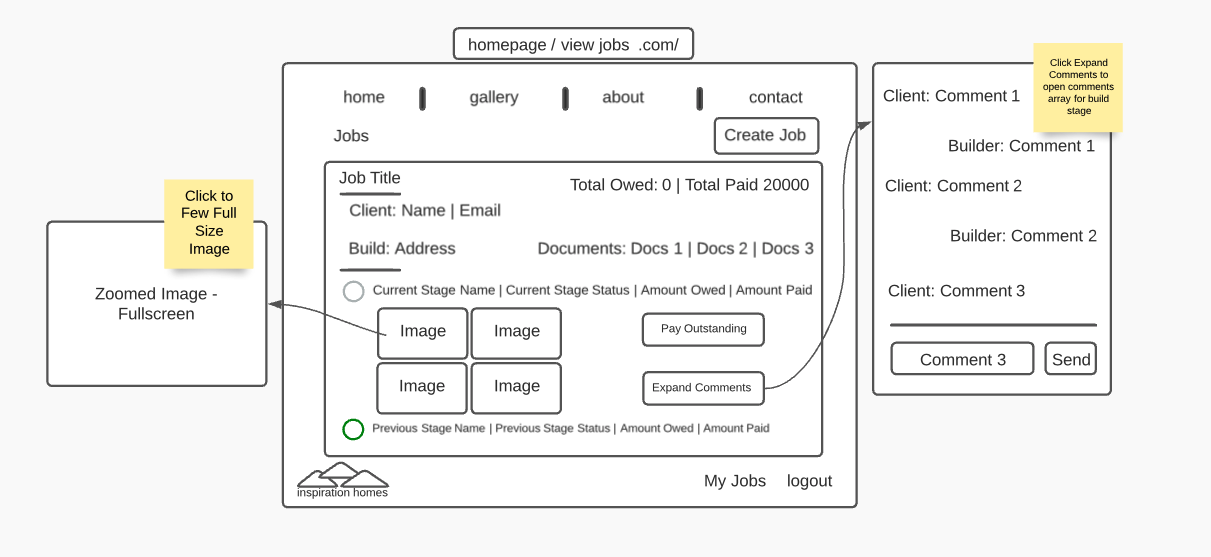 homepage / view jobs .com/
home gallery about contact
Jobs
Create Job
Job Title
Total Owed: 0 | Total Paid 20000
Client: Name | Email
Build: Address
Documents: Docs 1 | Docs 2 | Docs 3
Current Stage Name | Current Stage Status | Amount Owed | Amount Paid
Image Image
Pay Outstanding
Image Image
Expand Comments
Previous Stage Name | Previous Stage Status | Amount Owed | Amount Paid
inspiration homes
My Jobs logout
Click to
Few Full
Size
Image
Zoomed Image -
Fullscreen
Click Expand
Comments to
open comments
array for build
stage
Client: Comment 1
Builder: Comment 1
Client: Comment 2
Builder: Comment 2
Client: Comment 3
Comment 3
Send